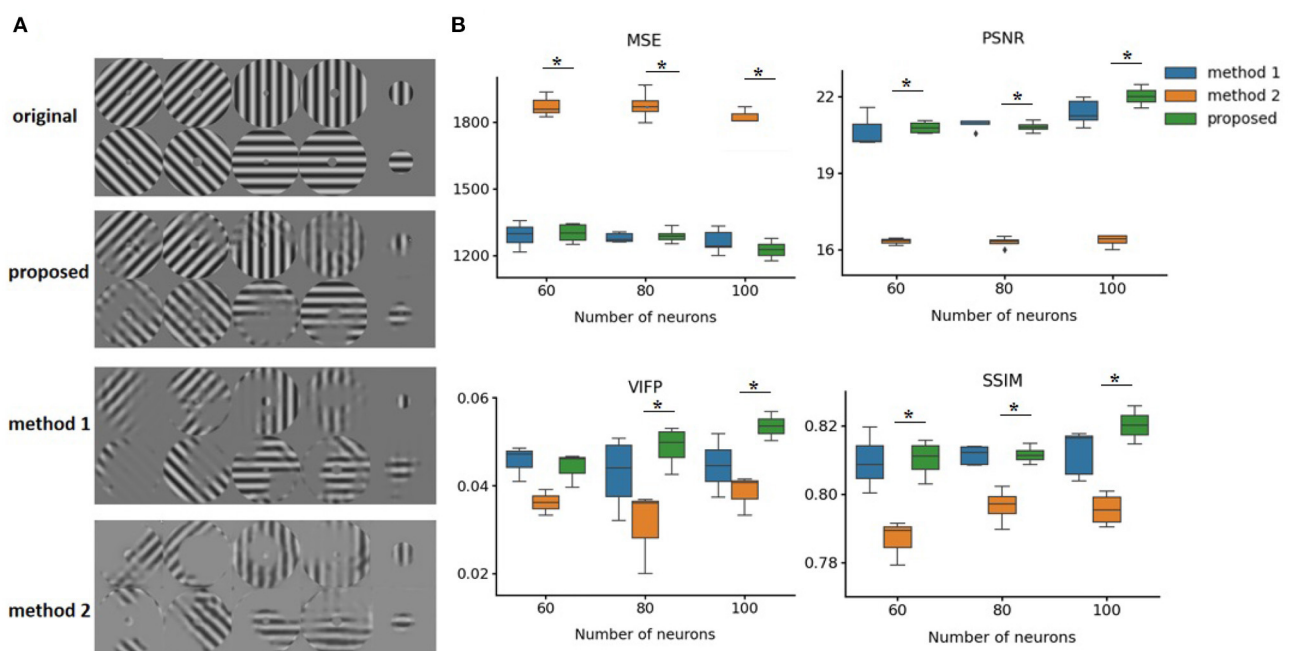 A
original
proposed
method 1
method 2
B
MSE
*
*
*
1800
1500
1200
60
80
100
Number of neurons
PSNR
*
*
*
22
19
16
60
80
100
Number of neurons
method 1
method 2
proposed
VIFP
*
*
0.06
0.04
0.02
60
80
100
Number of neurons
SSIM
*
*
*
0.82
0.80
0.78
60
80
100
Number of neurons